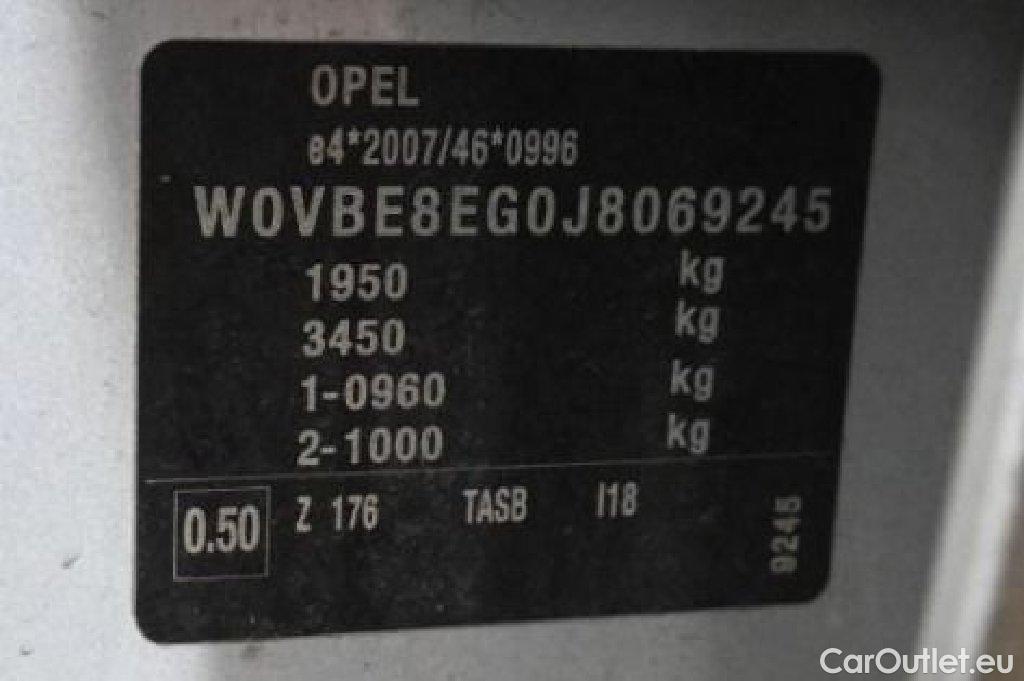 OPEL
e4*2007/46*0996
W0VBE8EG0J8069245
1950 kg
3450 kg
1-0960 kg
2-1000 kg
0.50 Z 176 TASB I18
9245
CarOutlet.eu